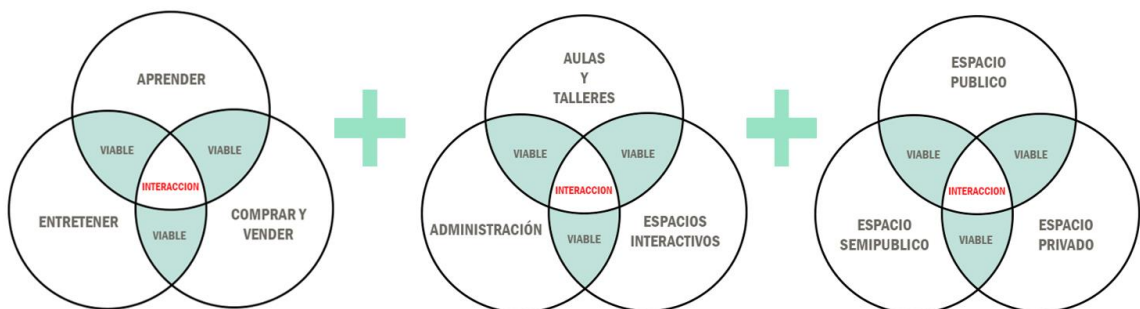 APRENDER
VIABLE
VIABLE
INTERACCION
ENTRETENER
COMPRAR Y
VENDER
VIABLE
AULAS
Y
TALLERES
VIABLE
VIABLE
INTERACCION
ADMINISTRACIÓN
ESPACIOS
INTERACTIVOS
VIABLE
ESPACIO
PUBLICO
VIABLE
VIABLE
INTERACCION
ESPACIO
SEMIPUBLICO
ESPACIO
PRIVADO
VIABLE